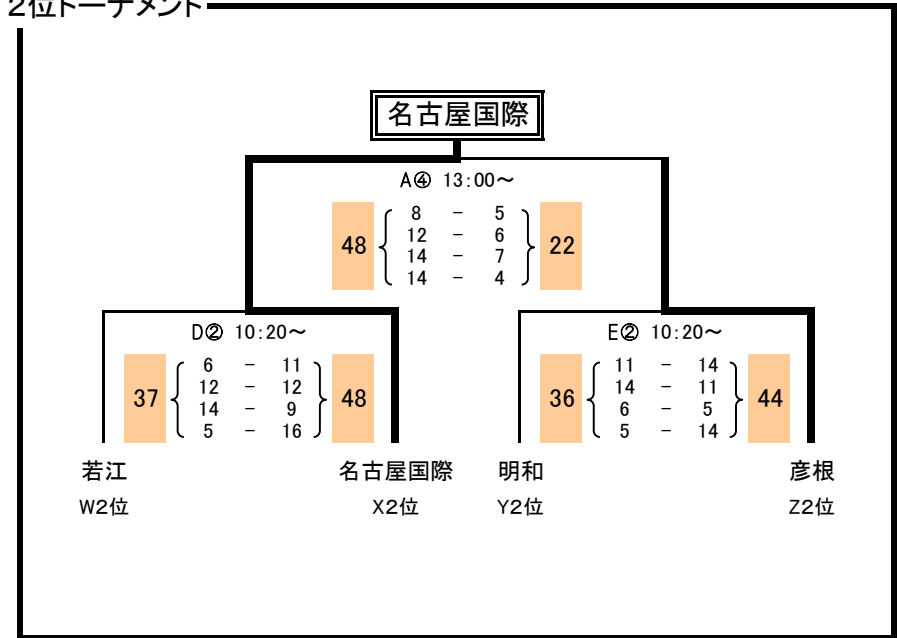 2位トーナメント
名古屋国際
A④ 13:00～
48 8 - 5 22
12 - 6
14 - 7
14 - 4
D② 10:20～
37 6 - 11 48
12 - 12
14 - 9
5 - 16
E② 10:20～
36 11 - 14 44
14 - 11
6 - 5
5 - 14
若江 名古屋国際 明和 彦根
W2位 X2位 Y2位 Z2位